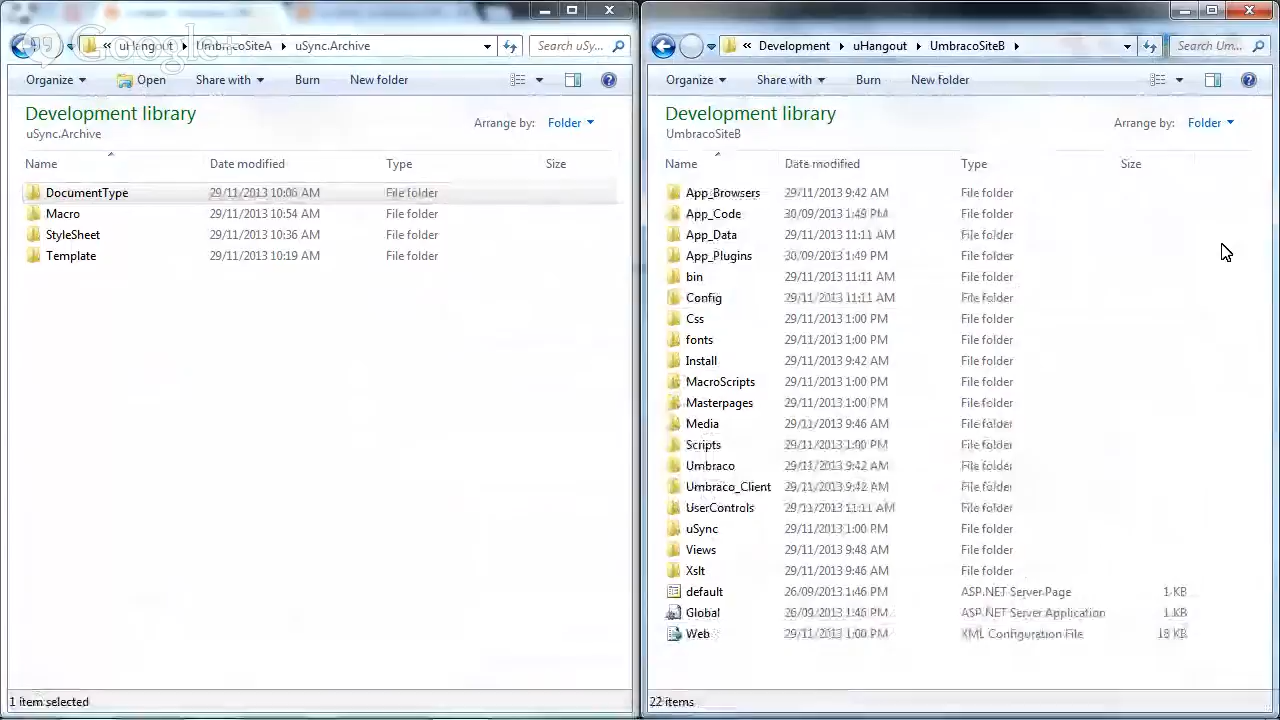 Google+
uHangout UmbracoSiteA uSync.Archive
Search uSy...
Organize Open Share with Burn New folder
Development library
uSync.Archive
Arrange by: Folder
Name Date modified Type Size
DocumentType 29/11/2013 10:06 AM File folder
Macro 29/11/2013 10:54 AM File folder
StyleSheet 29/11/2013 10:36 AM File folder
Template 29/11/2013 10:19 AM File folder
1 item selected
« Development uHangout UmbracoSiteB
Search Um...
Organize Share with Burn New folder
Development library
UmbracoSiteB
Arrange by: Folder
Name Date modified Type Size
App_Browsers 29/11/2013 9:42 AM File folder
App_Code 30/09/2013 1:49 PM File folder
App_Data 29/11/2013 11:11 AM File folder
App_Plugins 30/09/2013 1:49 PM File folder
bin 29/11/2013 11:11 AM File folder
Config 29/11/2013 11:11 AM File folder
Css 29/11/2013 1:00 PM File folder
fonts 29/11/2013 1:00 PM File folder
Install 29/11/2013 9:42 AM File folder
MacroScripts 29/11/2013 1:00 PM File folder
Masterpages 29/11/2013 1:00 PM File folder
Media 29/11/2013 9:46 AM File folder
Scripts 29/11/2013 1:00 PM File folder
Umbraco 29/11/2013 9:42 AM File folder
Umbraco_Client 29/11/2013 9:42 AM File folder
UserControls 29/11/2013 11:11 AM File folder
uSync 29/11/2013 1:00 PM File folder
Views 29/11/2013 9:48 AM File folder
Xslt 29/11/2013 9:46 AM File folder
default 26/09/2013 1:46 PM ASP.NET Server Page 1 KB
Global 26/09/2013 1:46 PM ASP.NET Server Application 1 KB
Web 29/11/2013 1:00 PM XML Configuration File 18 KB
22 items